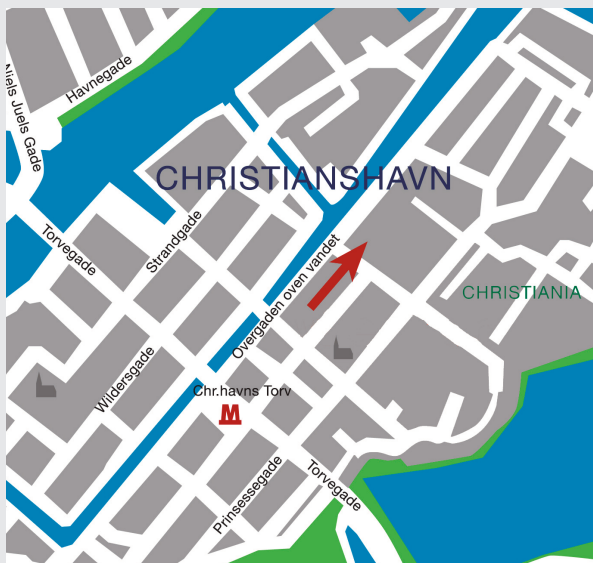 Havnegade
Niels Juels Gade
CHRISTIANSHAVN
Strandgade
Torvegade
Overgaden oven vandet
CHRISTIANIA
Wildersgade
Chr.havns Torv
M
Prinsessegade
Torvegade